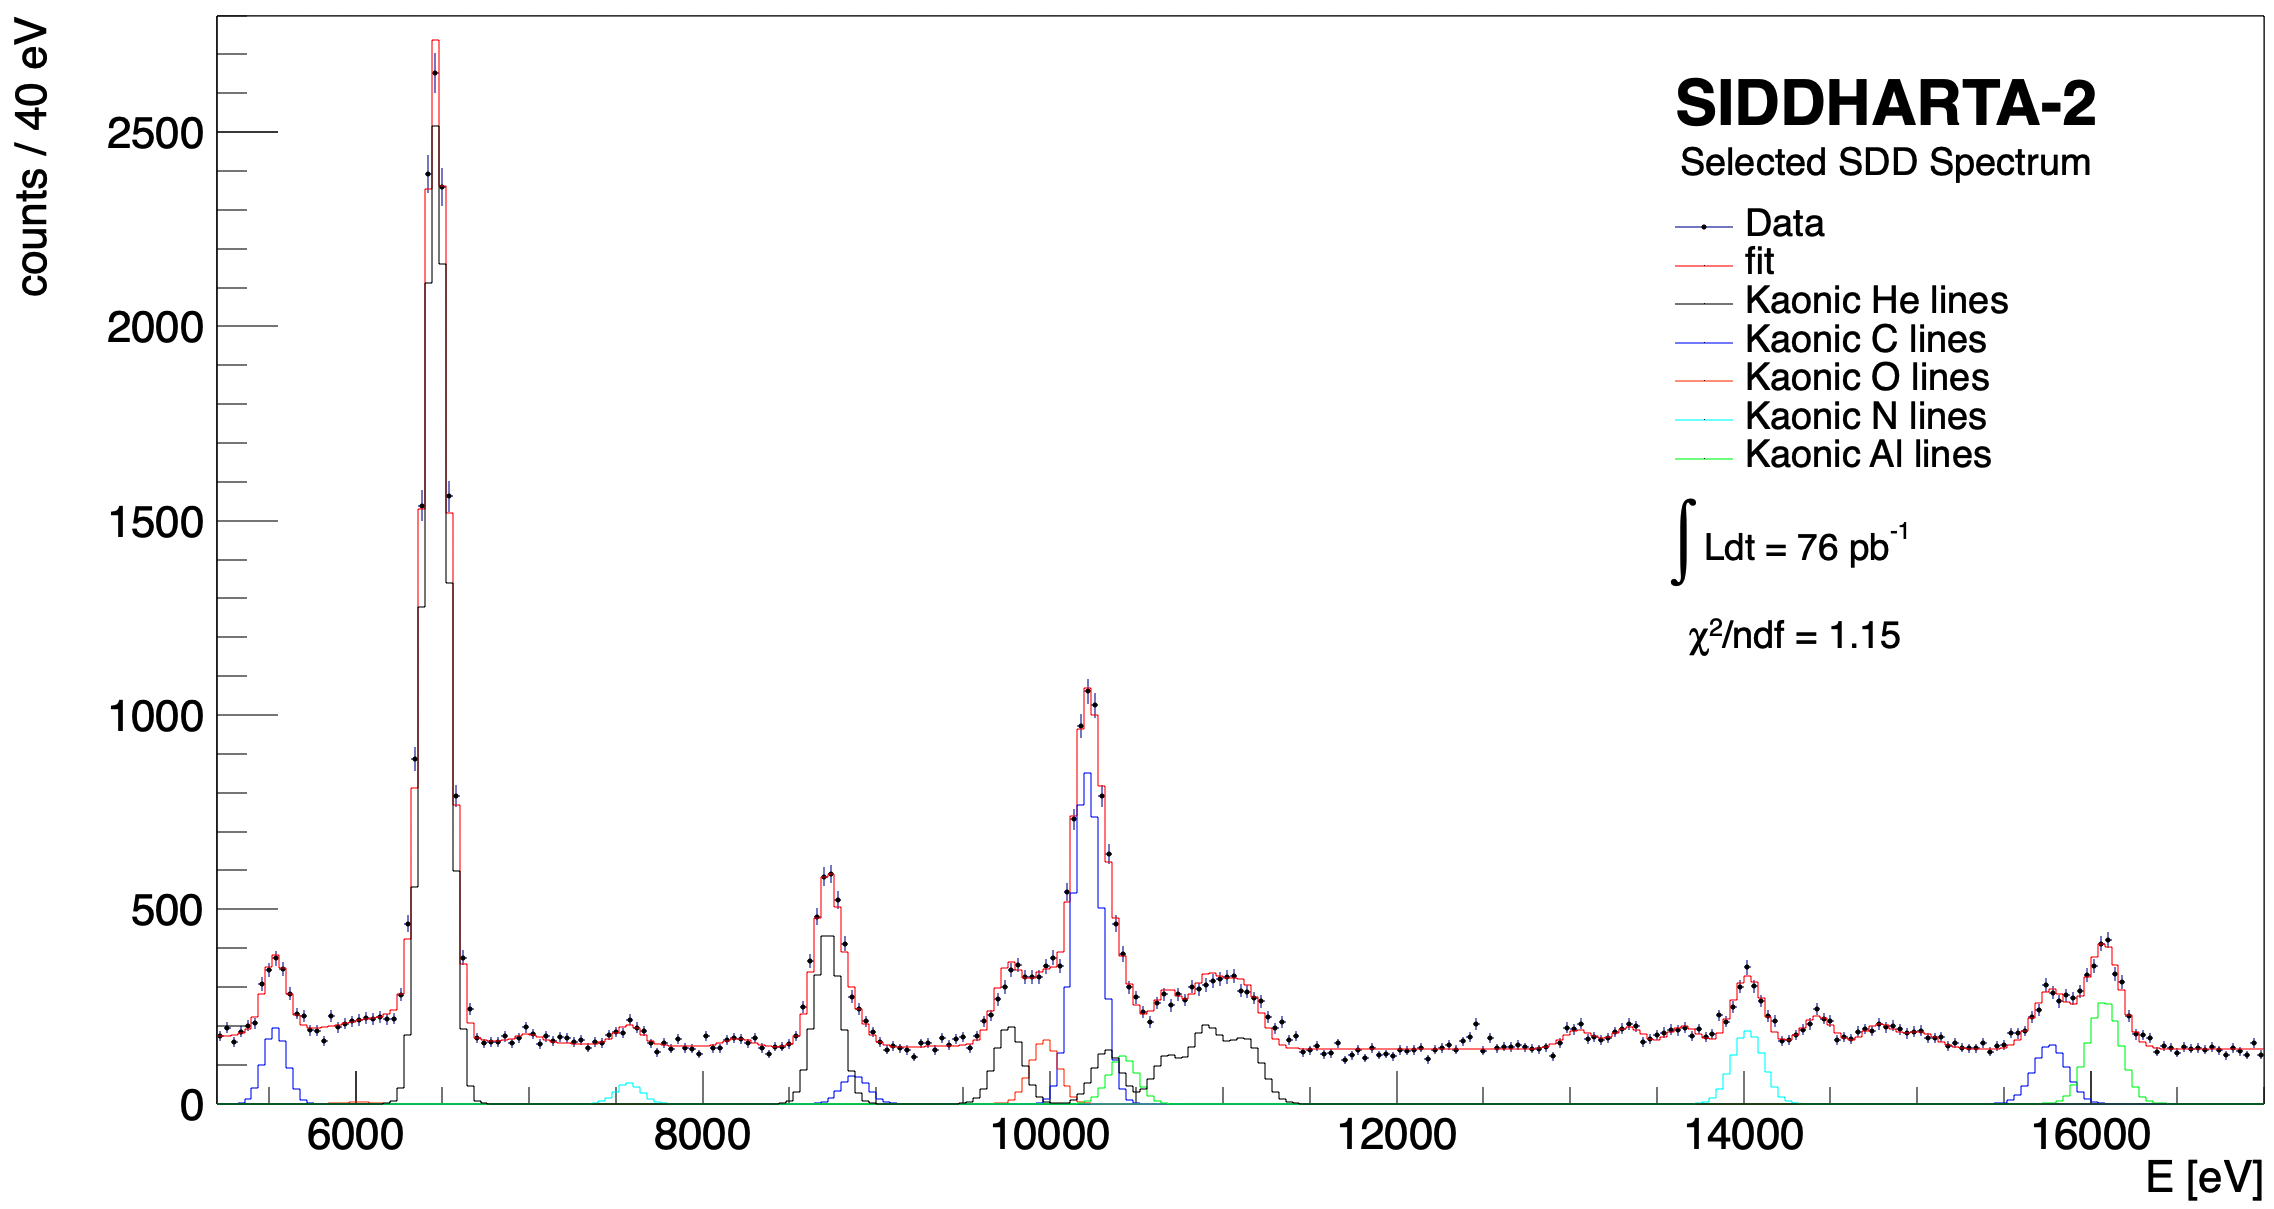 counts / 40 eV
2500
2000
1500
1000
500
0
6000 8000 10000 12000 14000 16000
E [eV]
SIDDHARTA-2
Selected SDD Spectrum
Data
fit
Kaonic He lines
Kaonic C lines
Kaonic O lines
Kaonic N lines
Kaonic Al lines
∫ Ldt = 76 pb⁻¹
χ²/ndf = 1.15